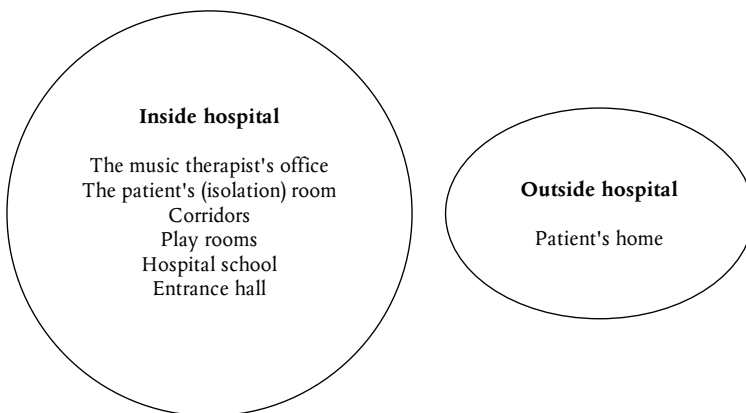 Inside hospital
The music therapist's office
The patient's (isolation) room
Corridors
Play rooms
Hospital school
Entrance hall
Outside hospital
Patient's home